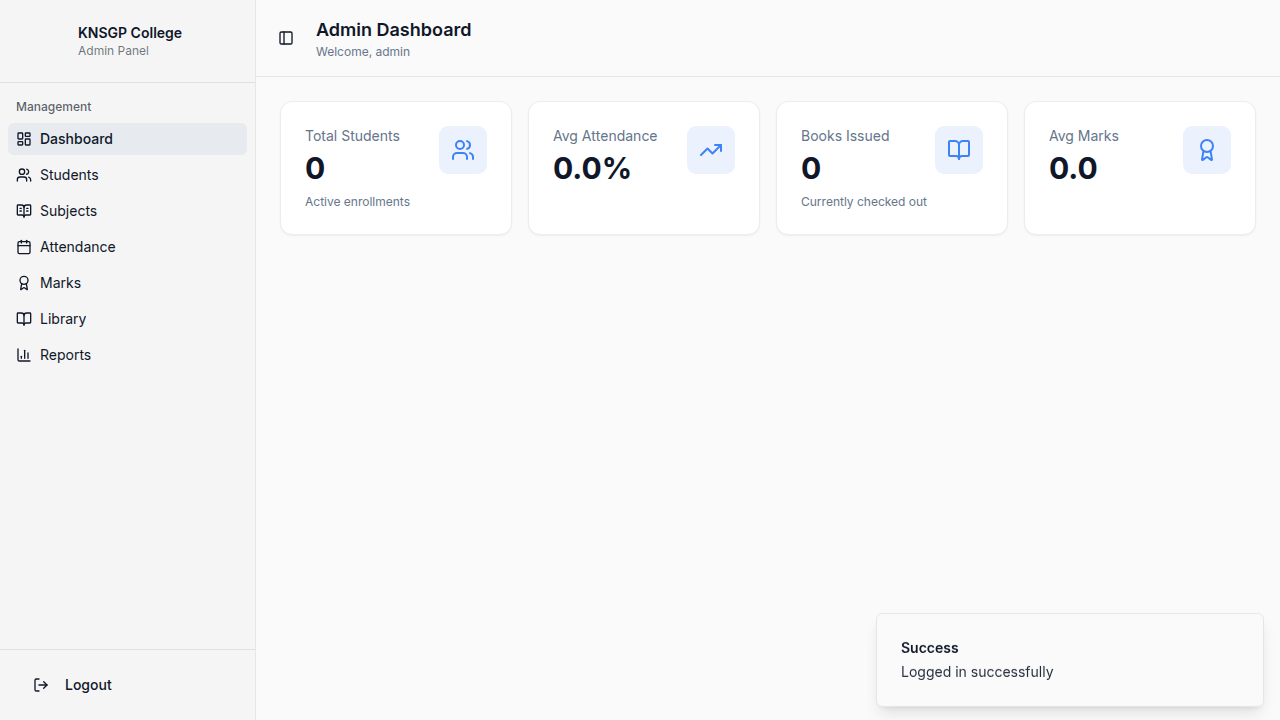 KNSGP College
Admin Panel
Management
Dashboard
Students
Subjects
Attendance
Marks
Library
Reports
Logout
Admin Dashboard
Welcome, admin
Total Students
0
Active enrollments
Avg Attendance
0.0%
Books Issued
0
Currently checked out
Avg Marks
0.0
Success
Logged in successfully